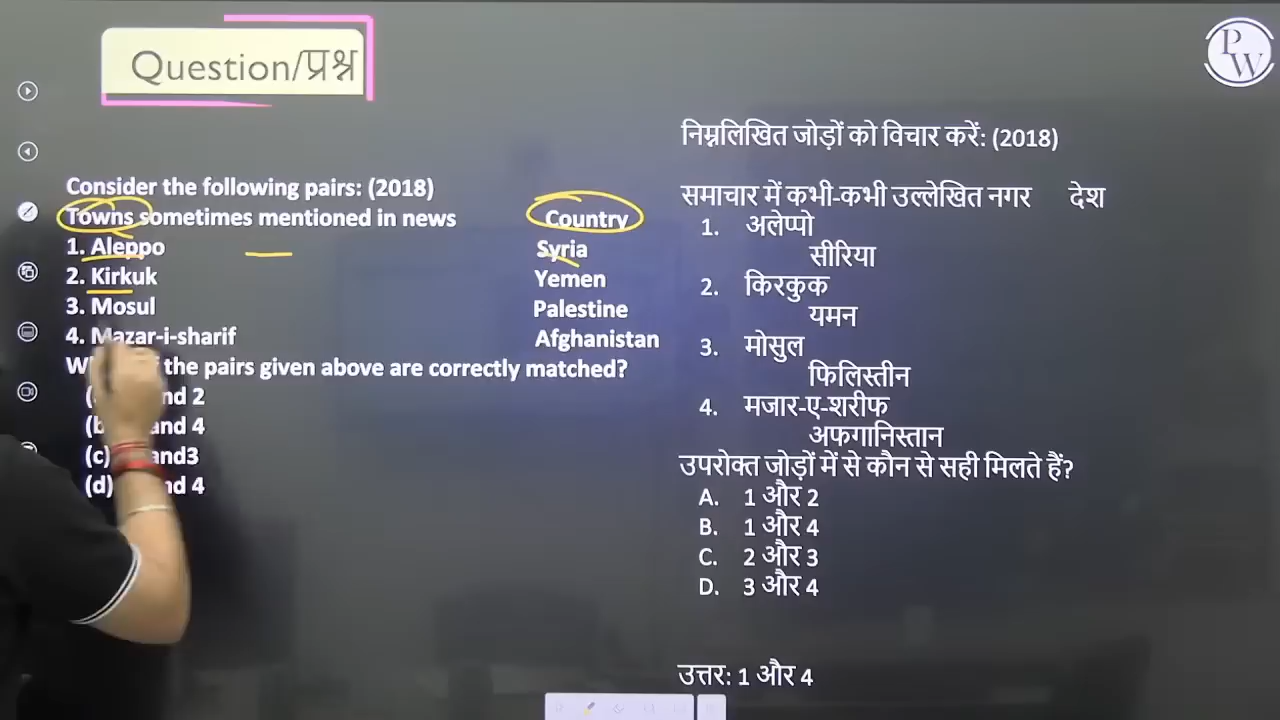 Question/प्रश्न
PW
Consider the following pairs: (2018)
Towns sometimes mentioned in news Country
1. Aleppo Syria
2. Kirkuk Yemen
3. Mosul Palestine
4. Mazar-i-sharif Afghanistan
the pairs given above are correctly matched?
and 2
(b) and 4
(c) and3
(d) and 4
निम्नलिखित जोड़ों को विचार करें: (2018)
समाचार में कभी-कभी उल्लेखित नगर देश
1. अलेप्पो
सीरिया
2. किरकुक
यमन
3. मोसुल
फिलिस्तीन
4. मजार-ए-शरीफ
अफगानिस्तान
उपरोक्त जोड़ों में से कौन से सही मिलते हैं?
A. 1 और 2
B. 1 और 4
C. 2 और 3
D. 3 और 4
उत्तर: 1 और 4